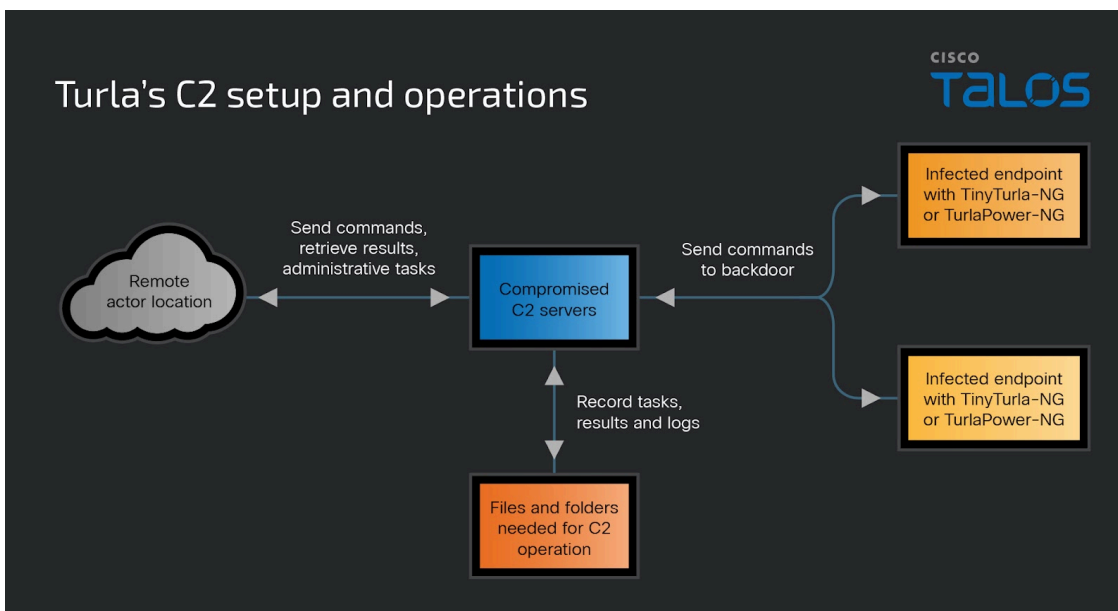 Turla’s C2 setup and operations
CISCO
TALOS
Remote
actor location
Send commands,
retrieve results,
administrative tasks
Compromised
C2 servers
Send commands
to backdoor
Infected endpoint
with TinyTurla-NG
or TurlaPower-NG
Infected endpoint
with TinyTurla-NG
or TurlaPower-NG
Record tasks,
results and logs
Files and folders
needed for C2
operation